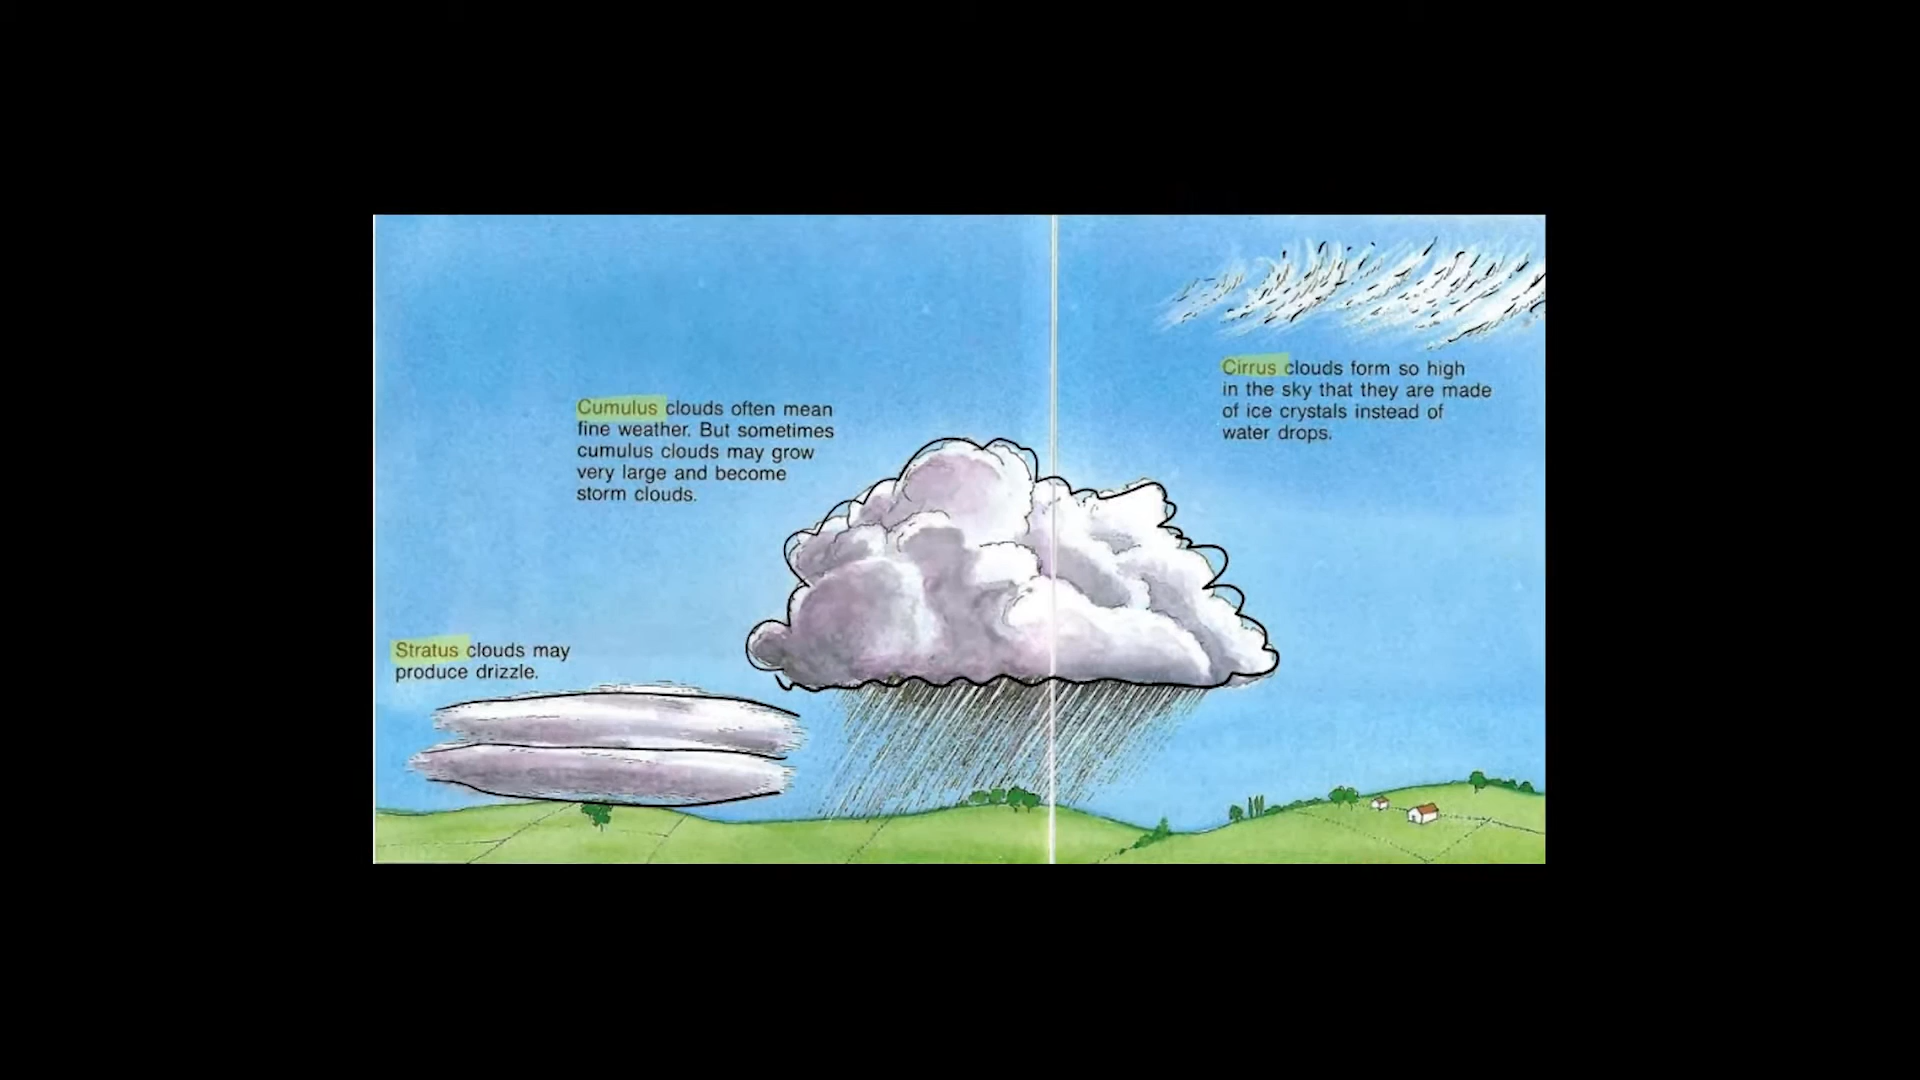 Cumulus clouds often mean
fine weather. But sometimes
cumulus clouds may grow
very large and become
storm clouds.
Stratus clouds may
produce drizzle.
Cirrus clouds form so high
in the sky that they are made
of ice crystals instead of
water drops.